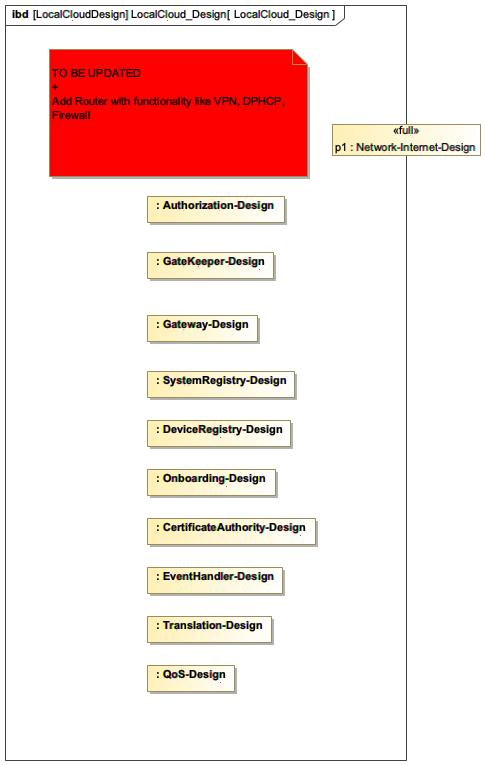 ibd [LocalCloudDesign] LocalCloud_Design[ LocalCloud_Design ]
TO BE UPDATED
+
Add Router with functionality like VPN, DPHCP,
Firewall
«full»
p1 : Network-Internet-Design
: Authorization-Design
: GateKeeper-Design
: Gateway-Design
: SystemRegistry-Design
: DeviceRegistry-Design
: Onboarding-Design
: CertificateAuthority-Design
: EventHandler-Design
: Translation-Design
: QoS-Design